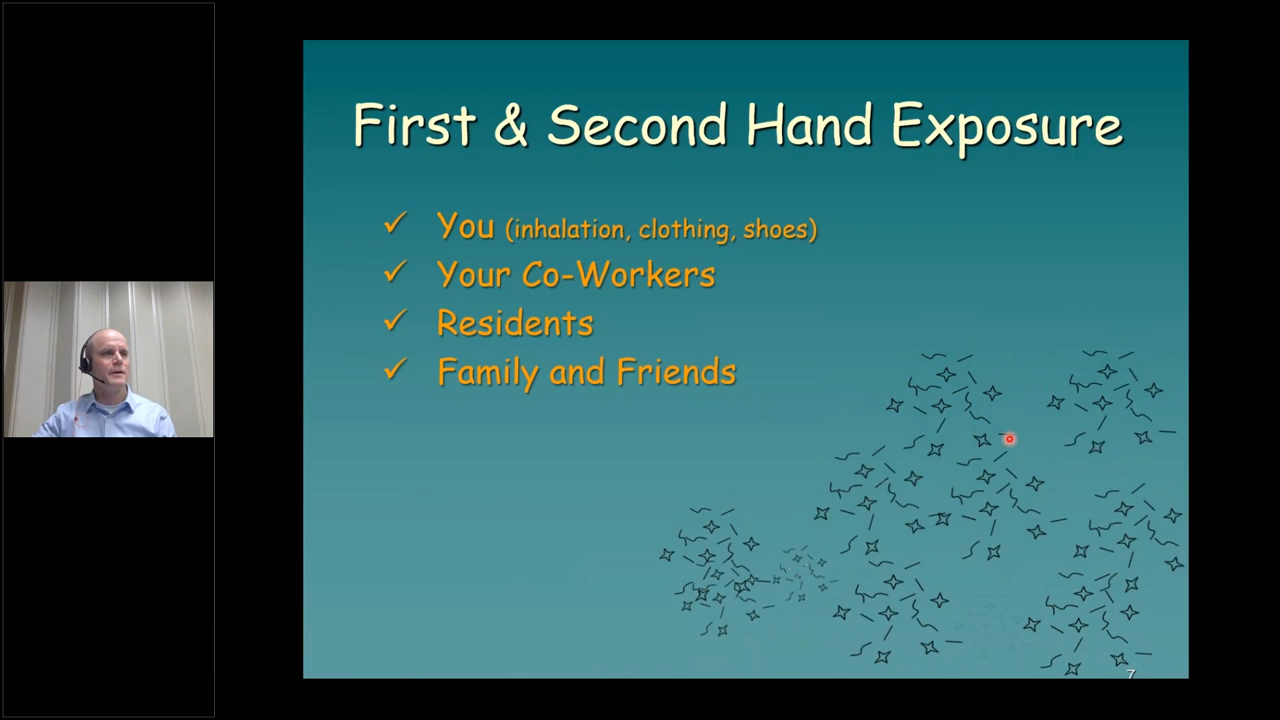 First & Second Hand Exposure
✓ You (inhalation, clothing, shoes)
✓ Your Co-Workers
✓ Residents
✓ Family and Friends
7